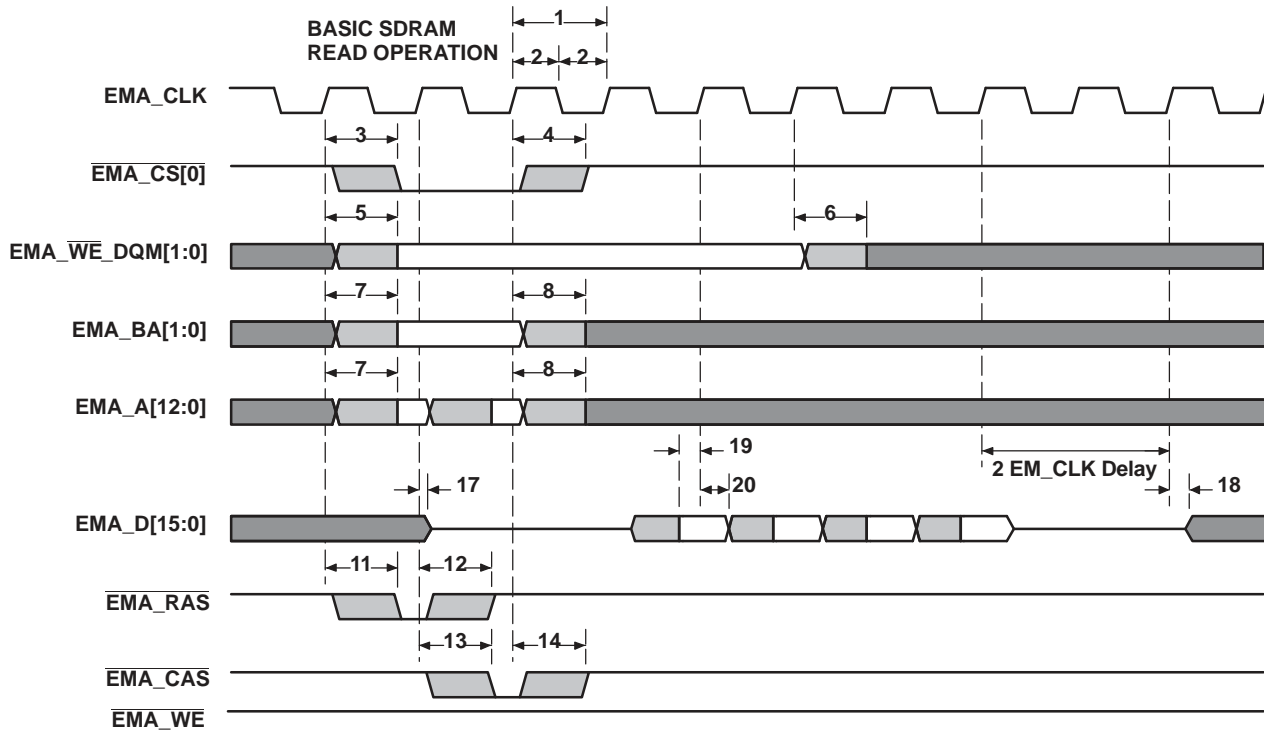 BASIC SDRAM
READ OPERATION
1
2 2
EMA_CLK
3 4
EMA_CS[0]
5 6
EMA_WE_DQM[1:0]
7 8
EMA_BA[1:0]
7 8
EMA_A[12:0]
19
2 EM_CLK Delay
17 20 18
EMA_D[15:0]
11 12
EMA_RAS
13 14
EMA_CAS
EMA_WE